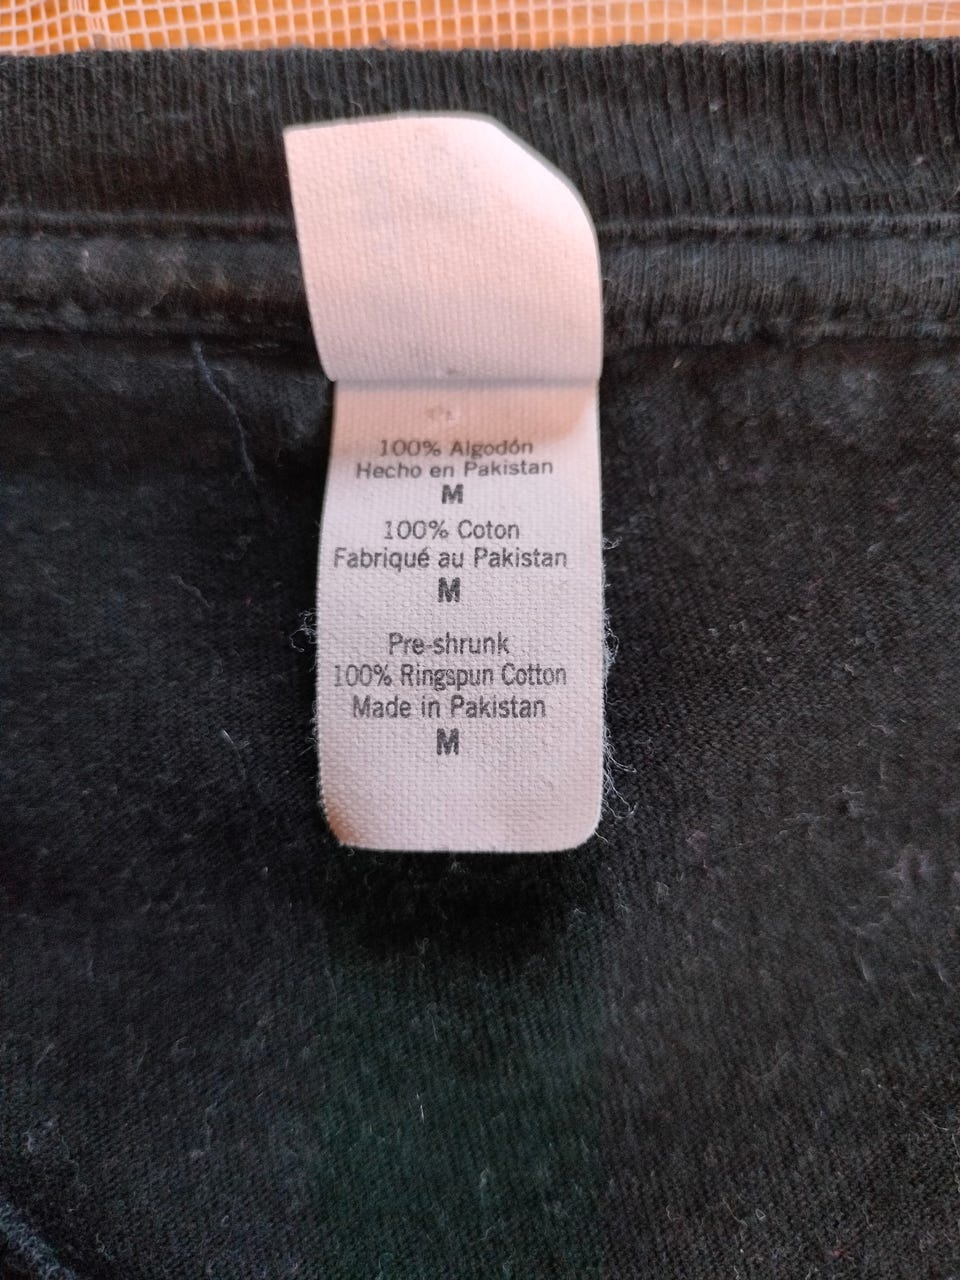 100% Algodón
Hecho en Pakistan
M
100% Coton
Fabriqué au Pakistan
M
Pre-shrunk
100% Ringspun Cotton
Made in Pakistan
M